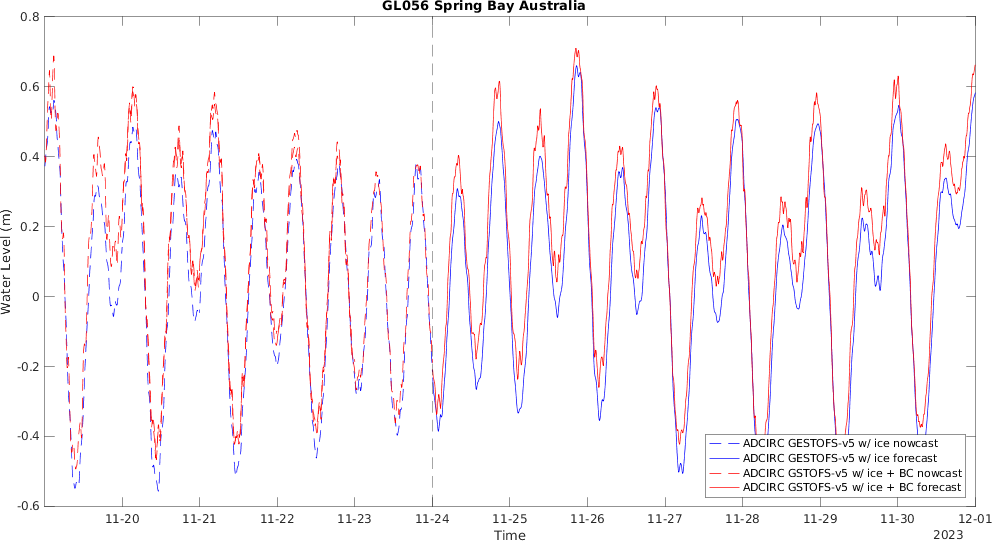 GL056 Spring Bay Australia
0.8
0.6
0.4
0.2
0
-0.2
-0.4
-0.6
Water Level (m)
ADCIRC GESTOFS-v5 w/ ice nowcast
ADCIRC GESTOFS-v5 w/ ice forecast
ADCIRC GSTOFS-v5 w/ ice + BC nowcast
ADCIRC GSTOFS-v5 w/ ice + BC forecast
11-20 11-21 11-22 11-23 11-24 11-25 11-26 11-27 11-28 11-29 11-30 12-01
Time
2023